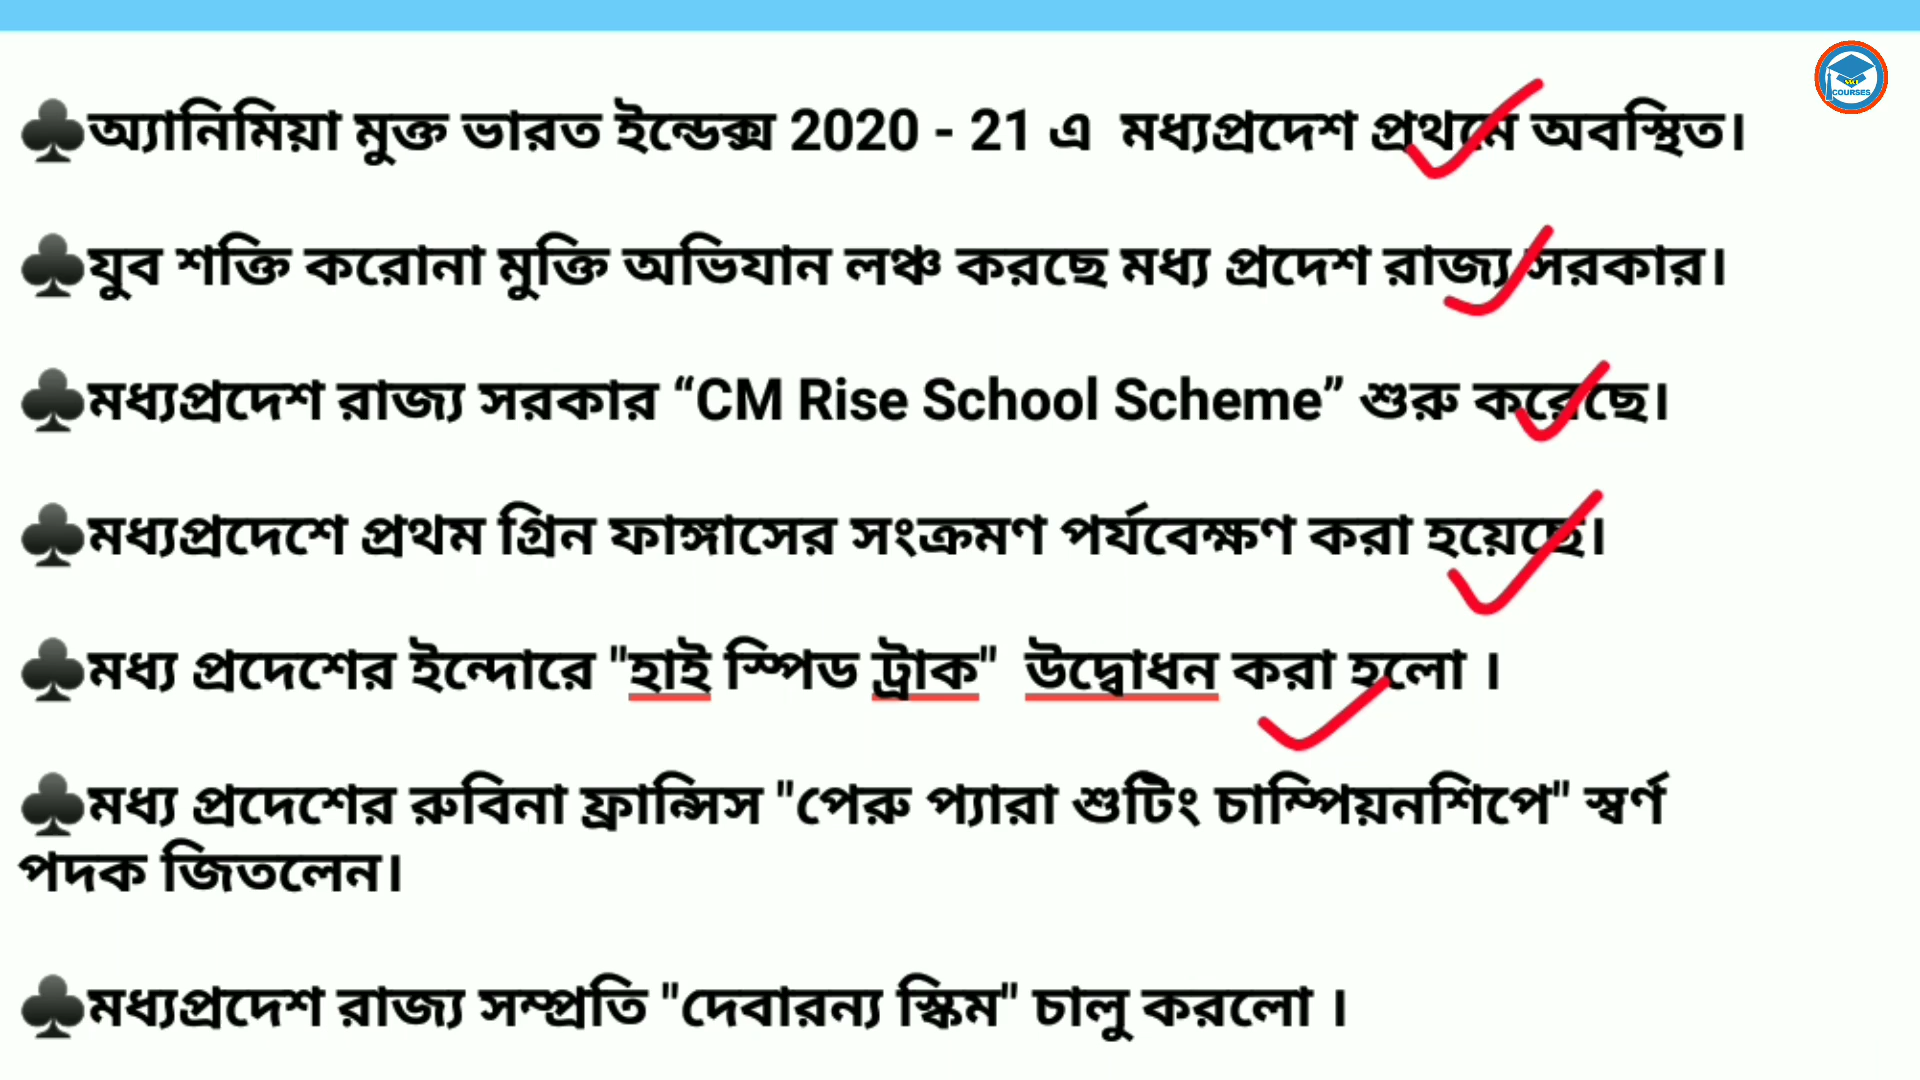 ♣অ্যানিমিয়া মুক্ত ভারত ইন্ডেক্স 2020 - 21 এ মধ্যপ্রদেশ প্রথমে অবস্থিত।
♣যুব শক্তি করোনা মুক্তি অভিযান লঞ্চ করছে মধ্য প্রদেশ রাজ্য সরকার।
♣মধ্যপ্রদেশ রাজ্য সরকার “CM Rise School Scheme” শুরু করেছে।
♣মধ্যপ্রদেশে প্রথম গ্রিন ফাঙ্গাসের সংক্রমণ পর্যবেক্ষণ করা হয়েছে।
♣মধ্য প্রদেশের ইন্দোরে "হাই স্পিড ট্রাক" উদ্বোধন করা হলো ।
♣মধ্য প্রদেশের রুবিনা ফ্রান্সিস "পেরু প্যারা শুটিং চাম্পিয়নশিপে" স্বর্ণ
পদক জিতলেন।
♣মধ্যপ্রদেশ রাজ্য সম্প্রতি "দেবারন্য স্কিম" চালু করলো ।
COURSES